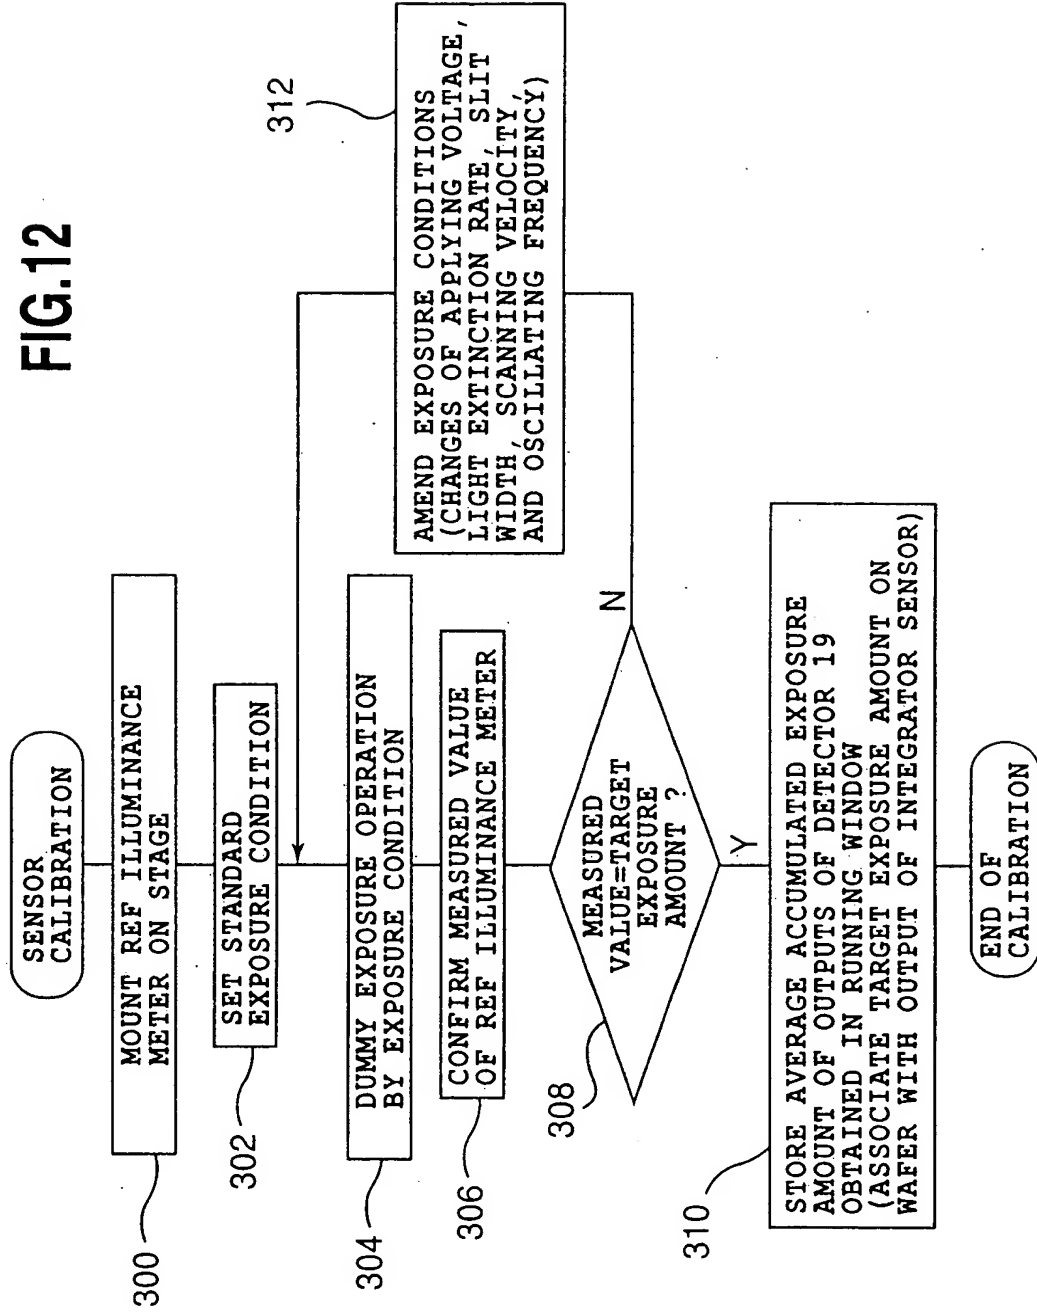 FIG.12
SENSOR
CALIBRATION
MOUNT REF ILLUMINANCE
METER ON STAGE
300
SET STANDARD
EXPOSURE CONDITION
302
DUMMY EXPOSURE OPERATION
BY EXPOSURE CONDITION
304
CONFIRM MEASURED VALUE
OF REF ILLUMINANCE METER
306
MEASURED
VALUE=TARGET
EXPOSURE
AMOUNT ?
308
N
AMEND EXPOSURE CONDITIONS
(CHANGES OF APPLYING VOLTAGE,
LIGHT EXTINCTION RATE, SLIT
WIDTH, SCANNING VELOCITY,
AND OSCILLATING FREQUENCY)
312
Y
STORE AVERAGE ACCUMULATED EXPOSURE
AMOUNT OF OUTPUTS OF DETECTOR 19
OBTAINED IN RUNNING WINDOW
(ASSOCIATE TARGET EXPOSURE AMOUNT ON
WAFER WITH OUTPUT OF INTEGRATOR SENSOR)
310
END OF
CALIBRATION